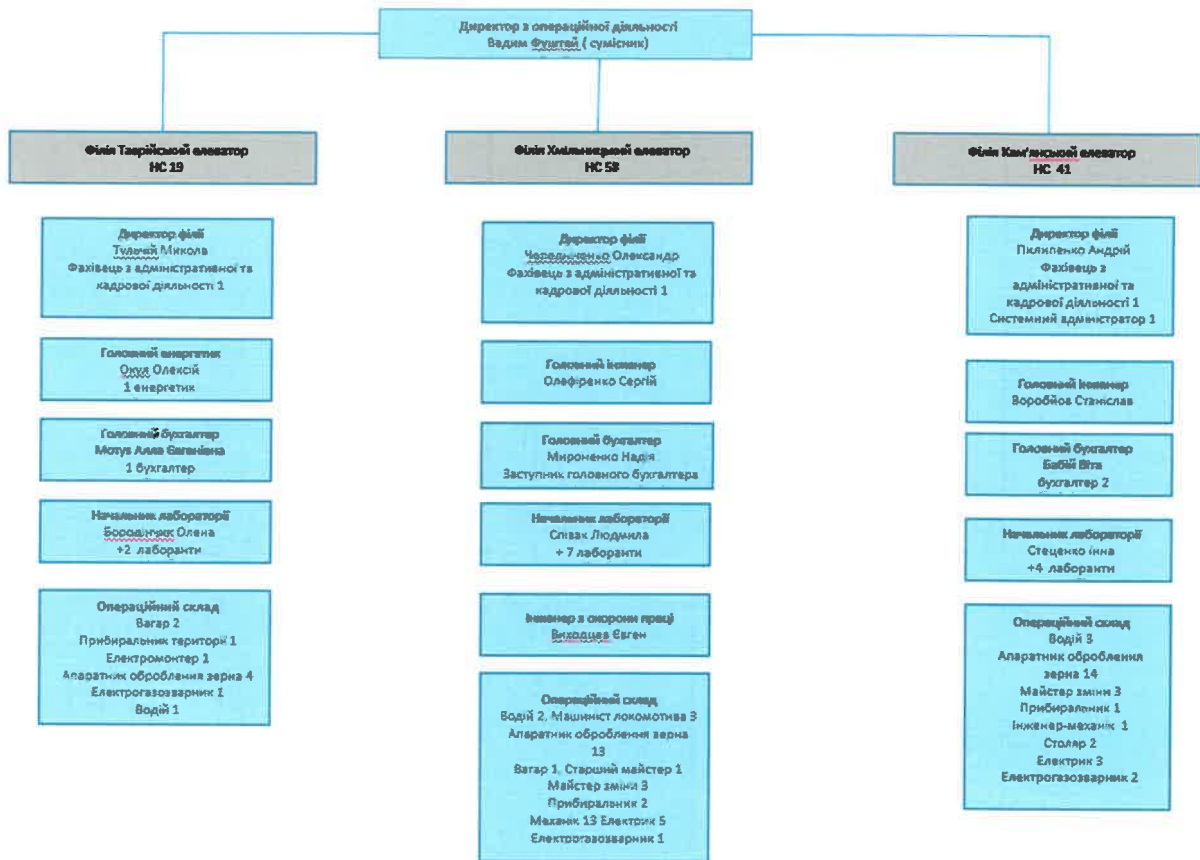 Директор з операційної діяльності
Вадим Фуштей ( сумісник)
Філія Таврійський елеватор
НС 19
Директор філії
Тульчій Микола
Фахівець з адміністративної та
кадрової діяльності 1
Головний енергетик
Окул Олексій
1 енергетик
Головний бухгалтер
Мотуз Алла Євгенівна
1 бухгалтер
Начальник лабораторії
Бородінчик Олена
+2 лаборанти
Операційний склад
Вагар 2
Прибиральник території 1
Електромонтер 1
Апаратник оброблення зерна 4
Електрогазозварник 1
Водій 1
Філія Хмільницький елеватор
НС 58
Директор філії
Чередниченко Олександр
Фахівець з адміністративної та
кадрової діяльності 1
Головний інженер
Олефіренко Сергій
Головний бухгалтер
Мироненко Надія
Заступник головного бухгалтера
Начальник лабораторії
Співак Людмила
+ 7 лаборанти
Інженер з охорони праці
Виходцев Євген
Операційний склад
Водій 2, Машиніст локомотива 3
Апаратник оброблення зерна
13
Вагар 1, Старший майстер 1
Майстер зміни 3
Прибиральник 2
Механік 13 Електрик 5
Електрогазозварник 1
Філія Кам'янський елеватор
НС 41
Директор філії
Пилипенко Андрій
Фахівець з
адміністративної та
кадрової діяльності 1
Системний адміністратор 1
Головний інженер
Воробйов Станіслав
Головний бухгалтер
Бабій Віта
бухгалтер 2
Начальник лабораторії
Стеценко Інна
+4 лаборанти
Операційний склад
Водій 3
Апаратник оброблення
зерна 14
Майстер зміни 3
Прибиральник 1
Інженер-механік 1
Столяр 2
Електрик 3
Електрогазозварник 2